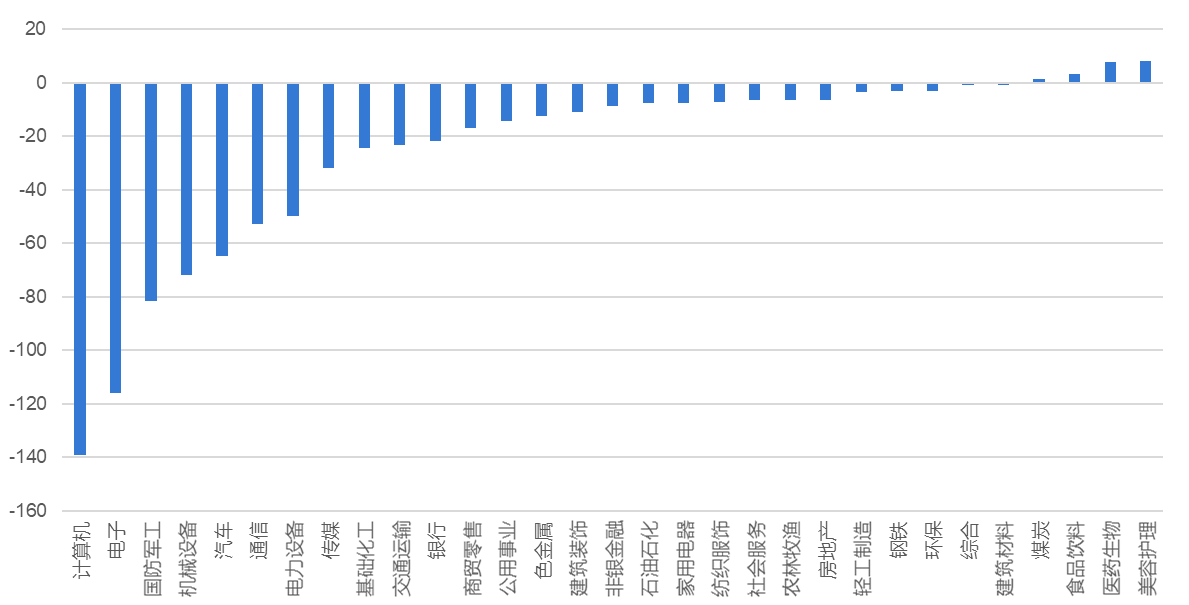 20
0
-20
-40
-60
-80
-100
-120
-140
-160
计算机
电子
国防军工
机械设备
汽车
通信
电力设备
传媒
基础化工
交通运输
银行
商贸零售
公用事业
色金属
建筑装饰
非银金融
石油石化
家用电器
纺织服饰
社会服务
农林牧渔
房地产
轻工制造
钢铁
环保
综合
建筑材料
煤炭
食品饮料
医药生物
美容护理